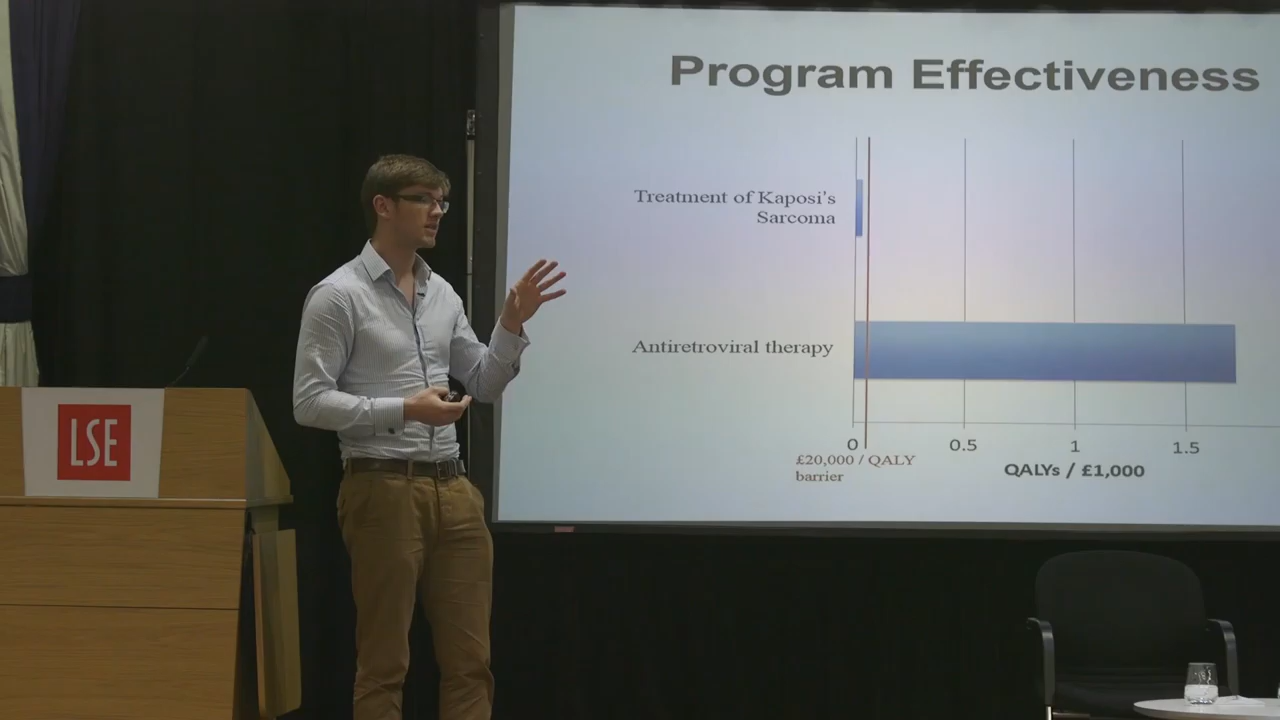 Program Effectiveness
Treatment of Kaposi's
Sarcoma
Antiretroviral therapy
0
0.5
1
1.5
£20,000 / QALY
barrier
QALYs / £1,000
LSE